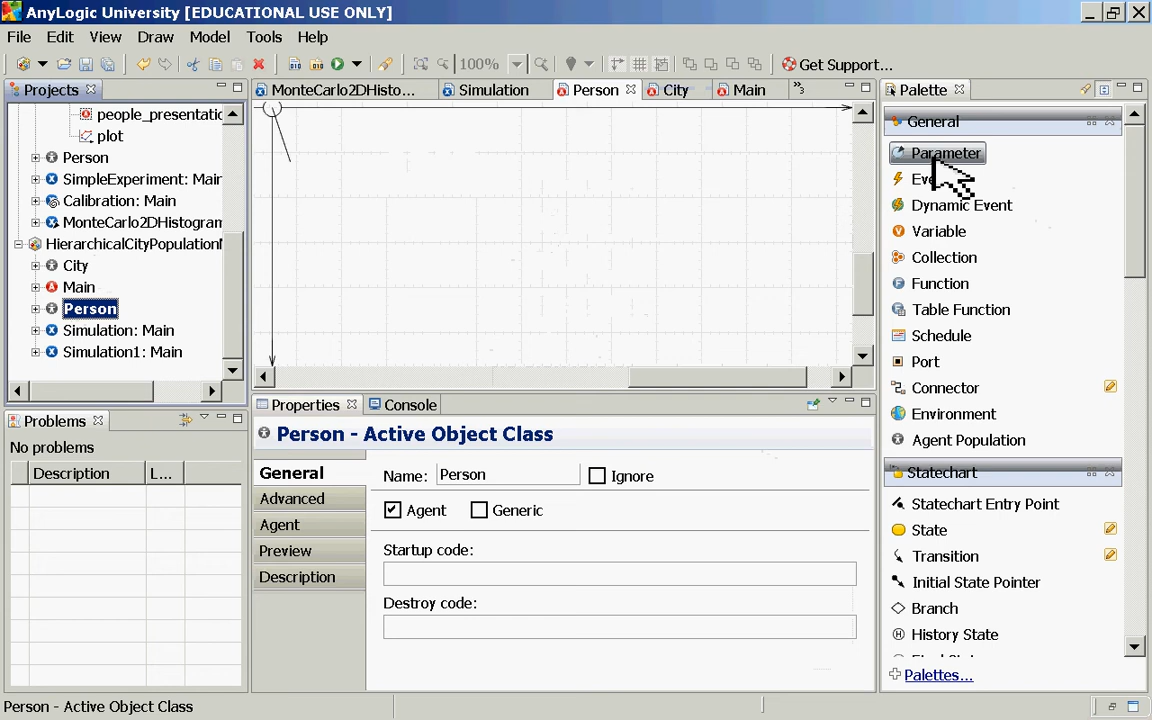 AnyLogic University [EDUCATIONAL USE ONLY]
File Edit View Draw Model Tools Help
100% Get Support...
Projects
people_presentatic
plot
Person
SimpleExperiment: Main
Calibration: Main
MonteCarlo2DHistogram
HierarchicalCityPopulationM
City
Main
Person
Simulation: Main
Simulation1: Main
MonteCarlo2DHisto... Simulation Person City Main »3
Palette
General
Parameter
Eve
Dynamic Event
Variable
Collection
Function
Table Function
Schedule
Port
Connector
Environment
Agent Population
Statechart
Statechart Entry Point
State
Transition
Initial State Pointer
Branch
History State
Palettes...
Problems
No problems
Description L...
Properties Console
Person - Active Object Class
General
Advanced
Agent
Preview
Description
Name: Person Ignore
Agent Generic
Startup code:
Destroy code:
Person - Active Object Class